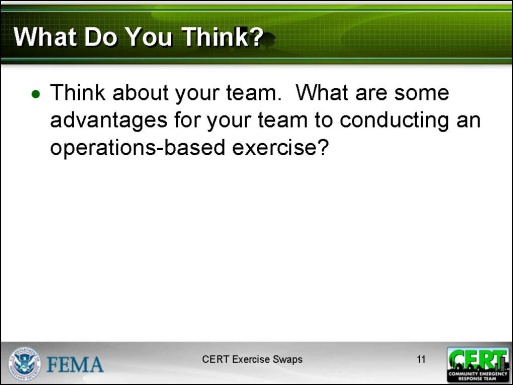 What Do You Think?
• Think about your team.  What are some
advantages for your team to conducting an
operations-based exercise?
FEMA
CERT Exercise Swaps
11
CERT
COMMUNITY EMERGENCY
RESPONSE TEAM